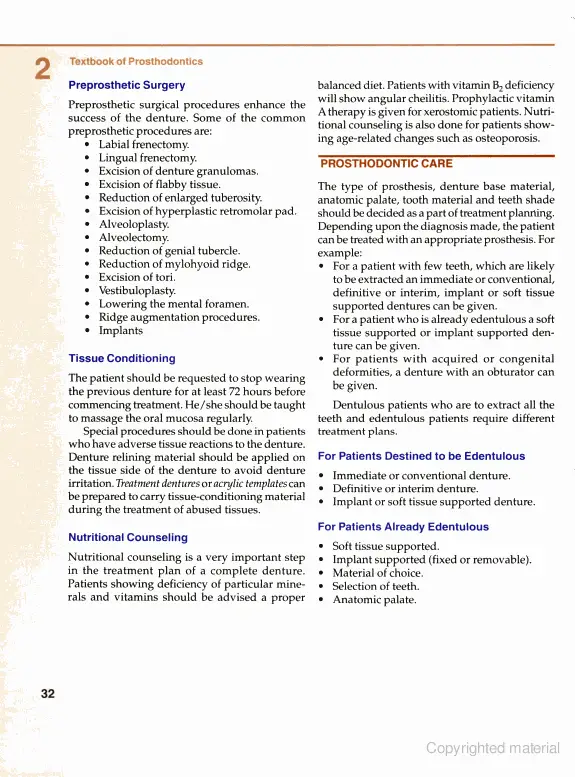 2
Textbook of Prosthodontics
Preprosthetic Surgery
Preprosthetic surgical procedures enhance the
success of the denture. Some of the common
preprosthetic procedures are:
• Labial frenectomy.
• Lingual frenectomy.
• Excision of denture granulomas.
• Excision of flabby tissue.
• Reduction of enlarged tuberosity.
• Excision of hyperplastic retromolar pad.
• Alveoloplasty.
• Alveolectomy.
• Reduction of genial tubercle.
• Reduction of mylohyoid ridge.
• Excision of tori.
• Vestibuloplasty.
• Lowering the mental foramen.
• Ridge augmentation procedures.
• Implants
Tissue Conditioning
The patient should be requested to stop wearing
the previous denture for at least 72 hours before
commencing treatment. He/she should be taught
to massage the oral mucosa regularly.
Special procedures should be done in patients
who have adverse tissue reactions to the denture.
Denture relining material should be applied on
the tissue side of the denture to avoid denture
irritation. Treatment dentures or acrylic templates can
be prepared to carry tissue-conditioning material
during the treatment of abused tissues.
Nutritional Counseling
Nutritional counseling is a very important step
in the treatment plan of a complete denture.
Patients showing deficiency of particular mine-
rals and vitamins should be advised a proper
balanced diet. Patients with vitamin B₂ deficiency
will show angular cheilitis. Prophylactic vitamin
A therapy is given for xerostomic patients. Nutri-
tional counseling is also done for patients show-
ing age-related changes such as osteoporosis.
PROSTHODONTIC CARE
The type of prosthesis, denture base material,
anatomic palate, tooth material and teeth shade
should be decided as a part of treatment planning.
Depending upon the diagnosis made, the patient
can be treated with an appropriate prosthesis. For
example:
• For a patient with few teeth, which are likely
to be extracted an immediate or conventional,
definitive or interim, implant or soft tissue
supported dentures can be given.
• For a patient who is already edentulous a soft
tissue supported or implant supported den-
ture can be given.
• For patients with acquired or congenital
deformities, a denture with an obturator can
be given.
Dentulous patients who are to extract all the
teeth and edentulous patients require different
treatment plans.
For Patients Destined to be Edentulous
• Immediate or conventional denture.
• Definitive or interim denture.
• Implant or soft tissue supported denture.
For Patients Already Edentulous
• Soft tissue supported.
• Implant supported (fixed or removable).
• Material of choice.
• Selection of teeth.
• Anatomic palate.
32
Copyrighted material